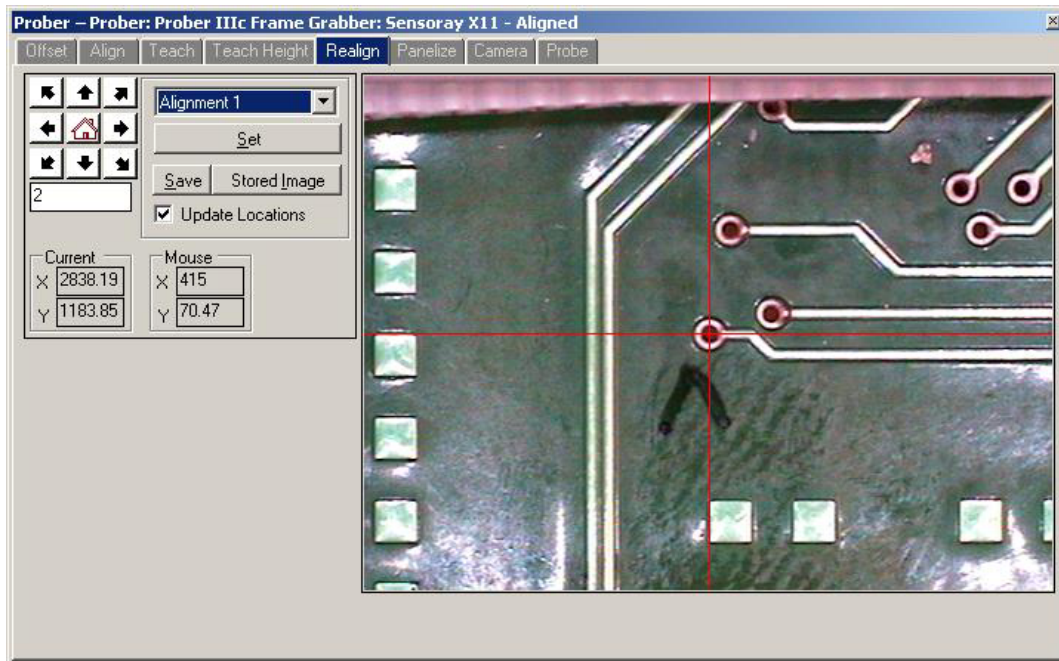 Prober – Prober: Prober IIIc Frame Grabber: Sensoray X11 - Aligned
Offset Align Teach Teach Height Realign Panelize Camera Probe
Alignment 1
Set
Save Stored Image
2
Update Locations
Current Mouse
X 2838.19 X 415
Y 1183.85 Y 70.47